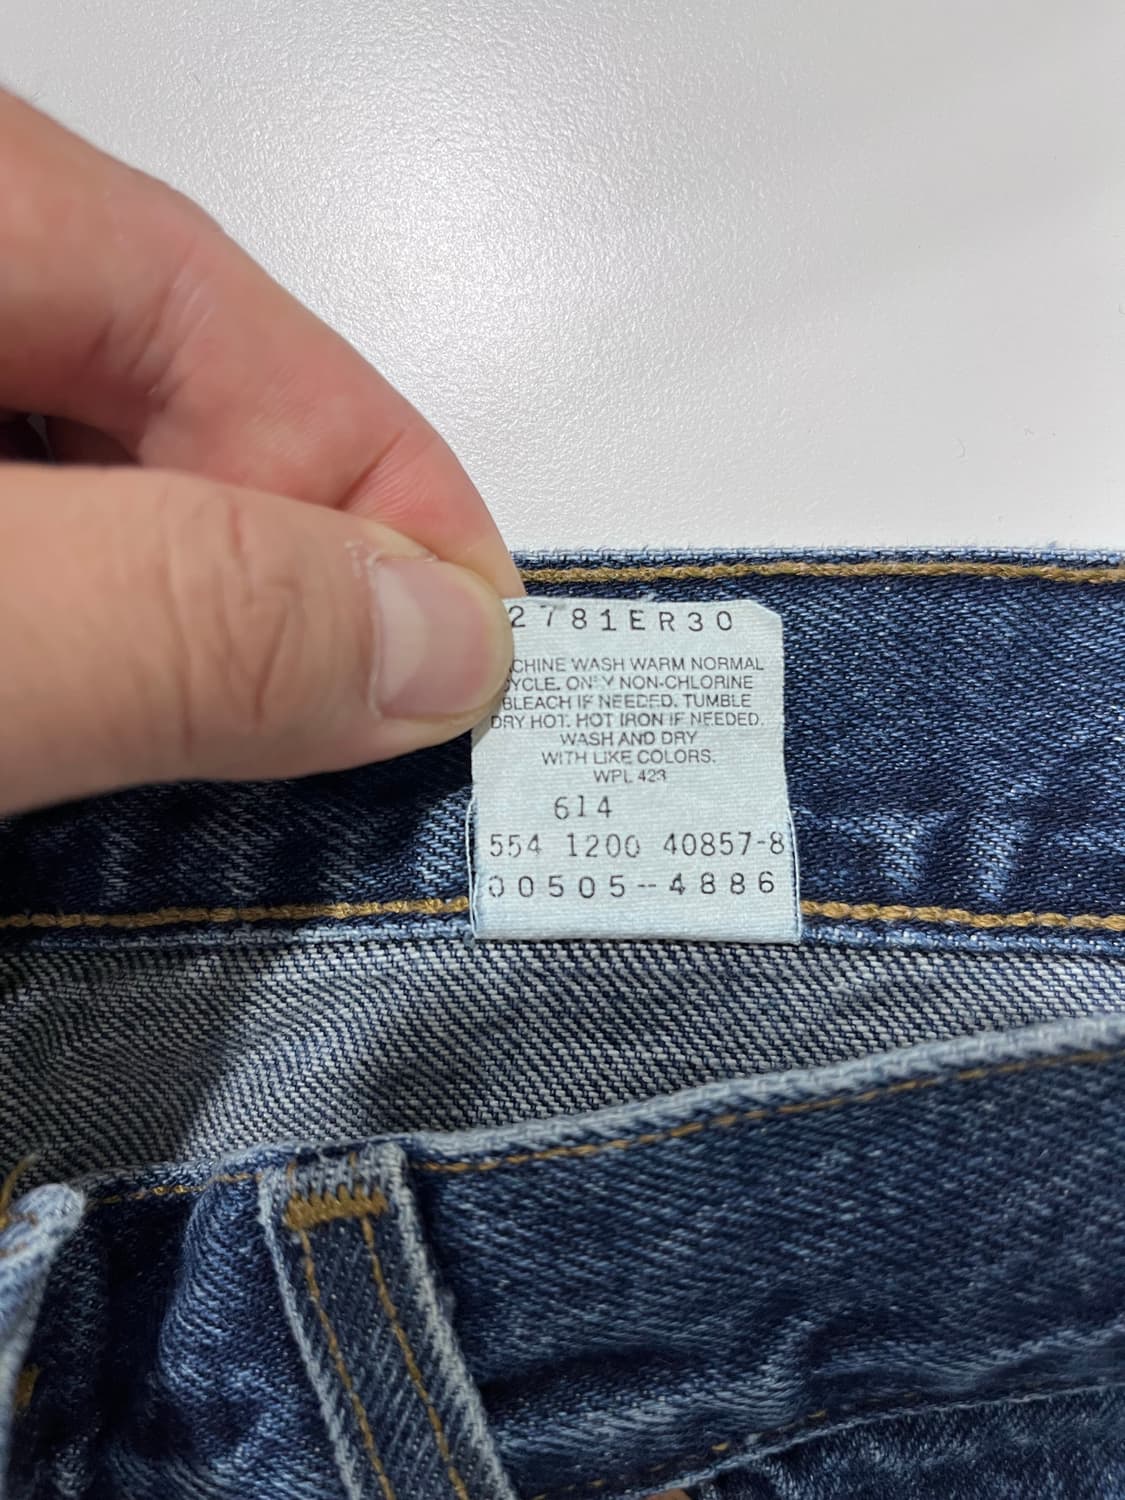 2781ER30
CHINE WASH WARM NORMAL
YCLE. ONLY NON-CHLORINE
BLEACH IF NEEDED. TUMBLE
DRY HOT. HOT IRON IF NEEDED.
WASH AND DRY
WITH LIKE COLORS.
WPL 423
614
554 1200 40857-8
00505--4886